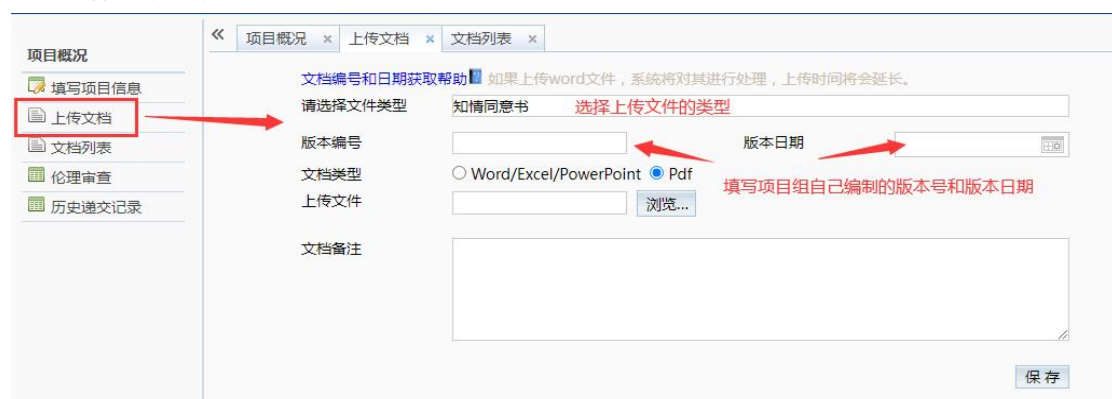 项目概况
填写项目信息
上传文档
文档列表
伦理审查
历史递交记录
« 项目概况 × 上传文档 × 文档列表 ×
文档编号和日期获取帮助 如果上传word文件，系统将对其进行处理，上传时间将会延长。
请选择文件类型 知情同意书 选择上传文件的类型
版本编号 版本日期
文档类型 Word/Excel/PowerPoint Pdf
填写项目组自己编制的版本号和版本日期
上传文件 浏览...
文档备注
保存